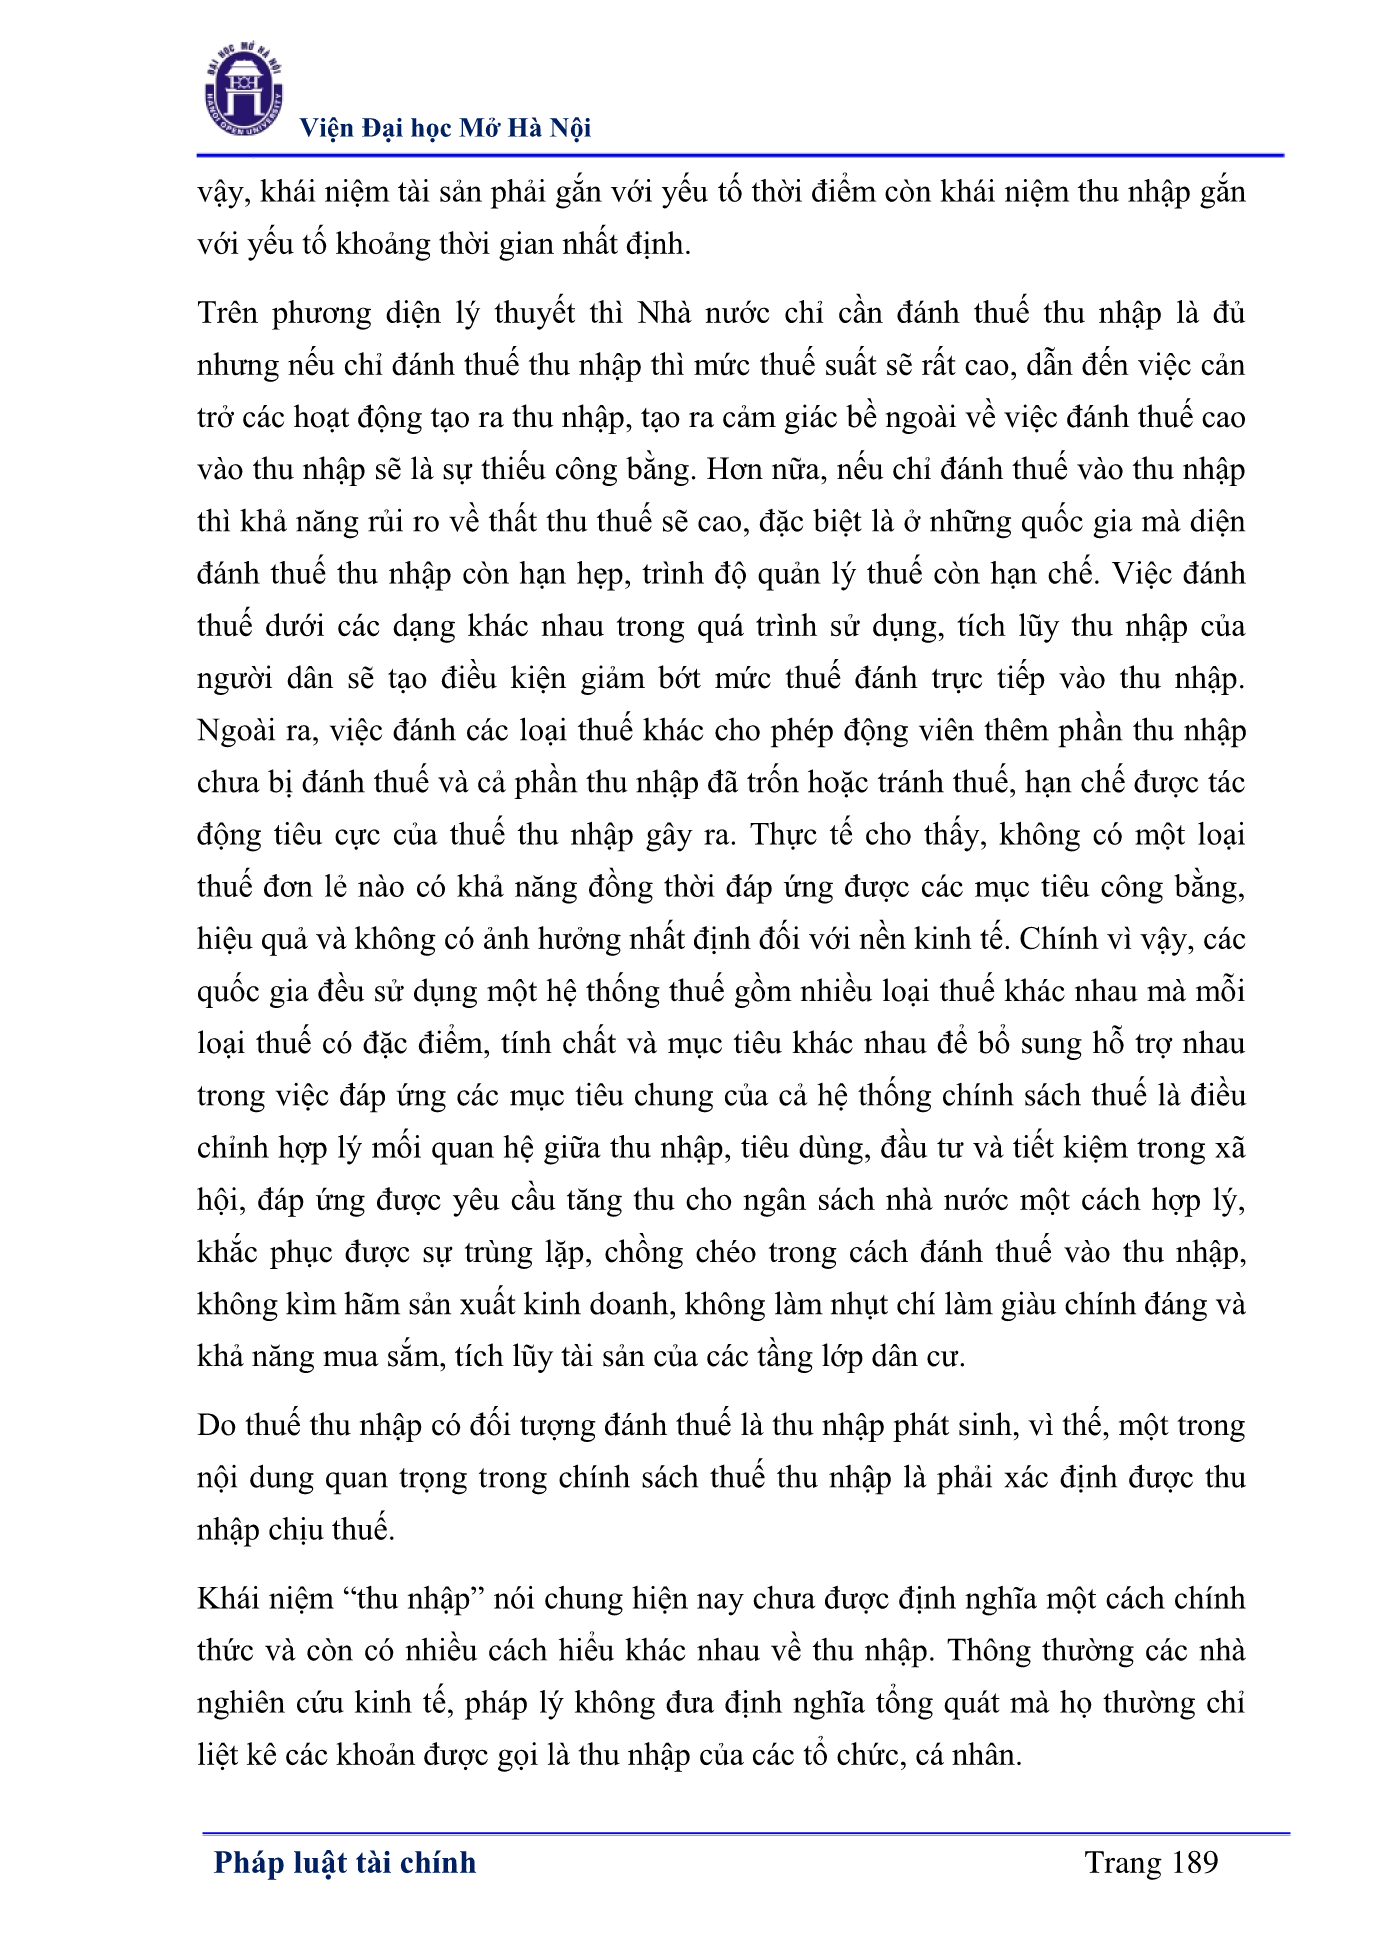 ĐẠI HỌC MỞ HÀ NỘI
HANOI OPEN UNIVERSITY
Viện Đại học Mở Hà Nội
vậy, khái niệm tài sản phải gắn với yếu tố thời điểm còn khái niệm thu nhập gắn
với yếu tố khoảng thời gian nhất định.
Trên phương diện lý thuyết thì Nhà nước chỉ cần đánh thuế thu nhập là đủ
nhưng nếu chỉ đánh thuế thu nhập thì mức thuế suất sẽ rất cao, dẫn đến việc cản
trở các hoạt động tạo ra thu nhập, tạo ra cảm giác bề ngoài về việc đánh thuế cao
vào thu nhập sẽ là sự thiếu công bằng. Hơn nữa, nếu chỉ đánh thuế vào thu nhập
thì khả năng rủi ro về thất thu thuế sẽ cao, đặc biệt là ở những quốc gia mà diện
đánh thuế thu nhập còn hạn hẹp, trình độ quản lý thuế còn hạn chế. Việc đánh
thuế dưới các dạng khác nhau trong quá trình sử dụng, tích lũy thu nhập của
người dân sẽ tạo điều kiện giảm bớt mức thuế đánh trực tiếp vào thu nhập.
Ngoài ra, việc đánh các loại thuế khác cho phép động viên thêm phần thu nhập
chưa bị đánh thuế và cả phần thu nhập đã trốn hoặc tránh thuế, hạn chế được tác
động tiêu cực của thuế thu nhập gây ra. Thực tế cho thấy, không có một loại
thuế đơn lẻ nào có khả năng đồng thời đáp ứng được các mục tiêu công bằng,
hiệu quả và không có ảnh hưởng nhất định đối với nền kinh tế. Chính vì vậy, các
quốc gia đều sử dụng một hệ thống thuế gồm nhiều loại thuế khác nhau mà mỗi
loại thuế có đặc điểm, tính chất và mục tiêu khác nhau để bổ sung hỗ trợ nhau
trong việc đáp ứng các mục tiêu chung của cả hệ thống chính sách thuế là điều
chỉnh hợp lý mối quan hệ giữa thu nhập, tiêu dùng, đầu tư và tiết kiệm trong xã
hội, đáp ứng được yêu cầu tăng thu cho ngân sách nhà nước một cách hợp lý,
khắc phục được sự trùng lặp, chồng chéo trong cách đánh thuế vào thu nhập,
không kìm hãm sản xuất kinh doanh, không làm nhụt chí làm giàu chính đáng và
khả năng mua sắm, tích lũy tài sản của các tầng lớp dân cư.
Do thuế thu nhập có đối tượng đánh thuế là thu nhập phát sinh, vì thế, một trong
nội dung quan trọng trong chính sách thuế thu nhập là phải xác định được thu
nhập chịu thuế.
Khái niệm “thu nhập” nói chung hiện nay chưa được định nghĩa một cách chính
thức và còn có nhiều cách hiểu khác nhau về thu nhập. Thông thường các nhà
nghiên cứu kinh tế, pháp lý không đưa định nghĩa tổng quát mà họ thường chỉ
liệt kê các khoản được gọi là thu nhập của các tổ chức, cá nhân.
Pháp luật tài chính
Trang 189